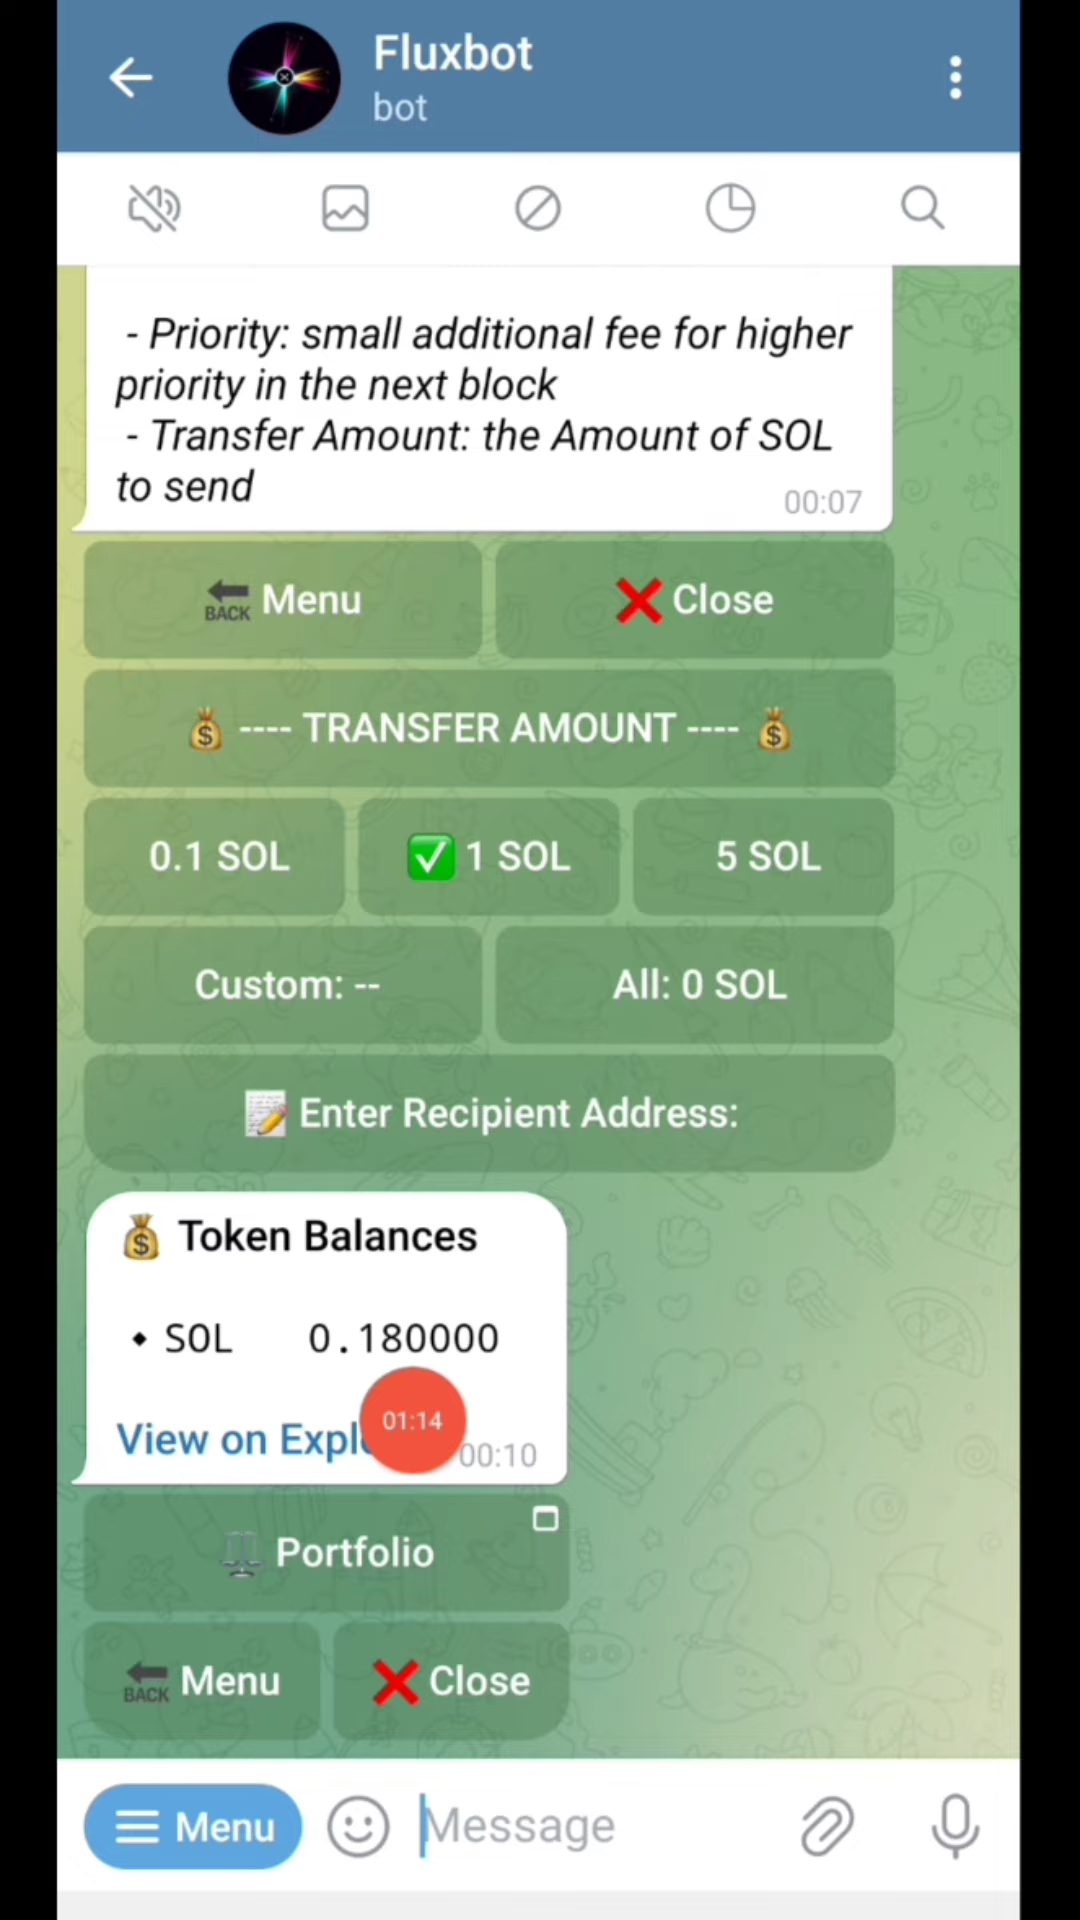 Fluxbot
bot
- Priority: small additional fee for higher
priority in the next block
- Transfer Amount: the Amount of SOL
to send
00:07
BACK Menu
❌ Close
💰 ---- TRANSFER AMOUNT ---- 💰
0.1 SOL
✅ 1 SOL
5 SOL
Custom: --
All: 0 SOL
📝 Enter Recipient Address:
💰 Token Balances
⬥ SOL 0.180000
01:14
View on Expl
00:10
Portfolio
BACK Menu
❌ Close
Menu
Message